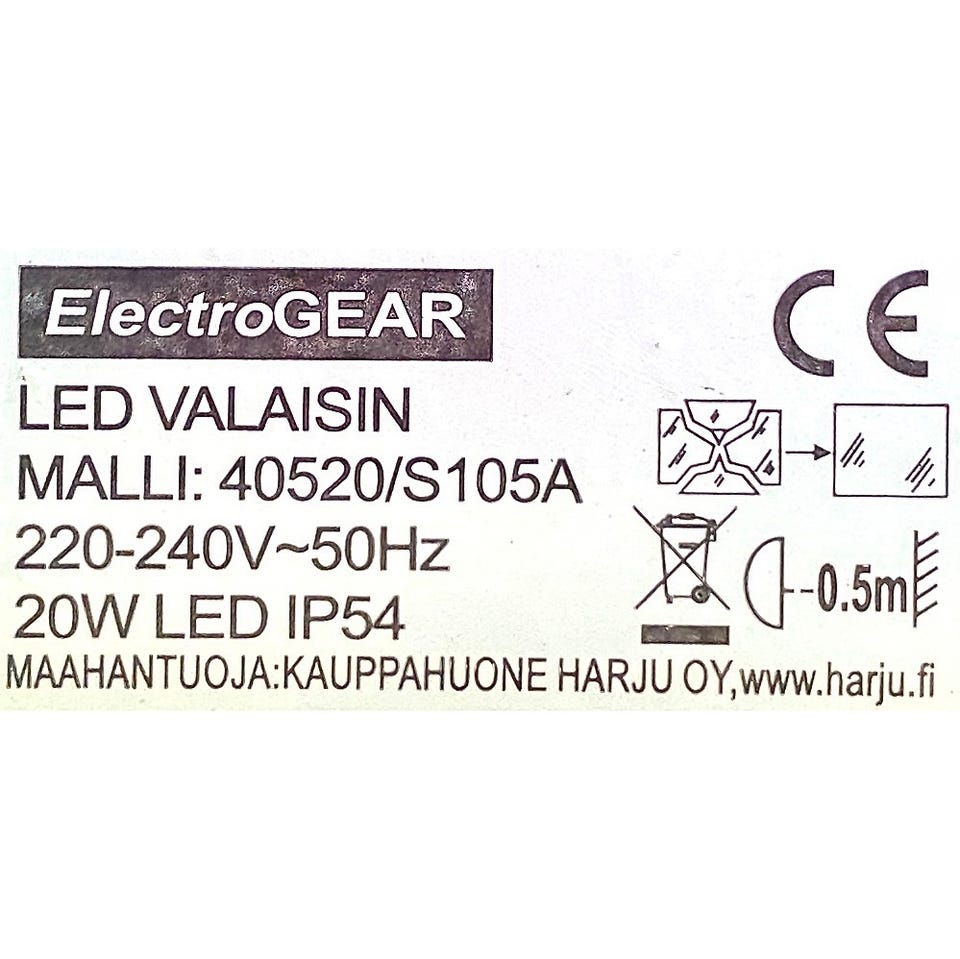 ElectroGEAR
CE
LED VALAISIN
MALLI: 40520/S105A
220-240V~50Hz
20W LED IP54
-0.5m
MAAHANTUOJA:KAUPPAHUONE HARJU OY,www.harju.fi